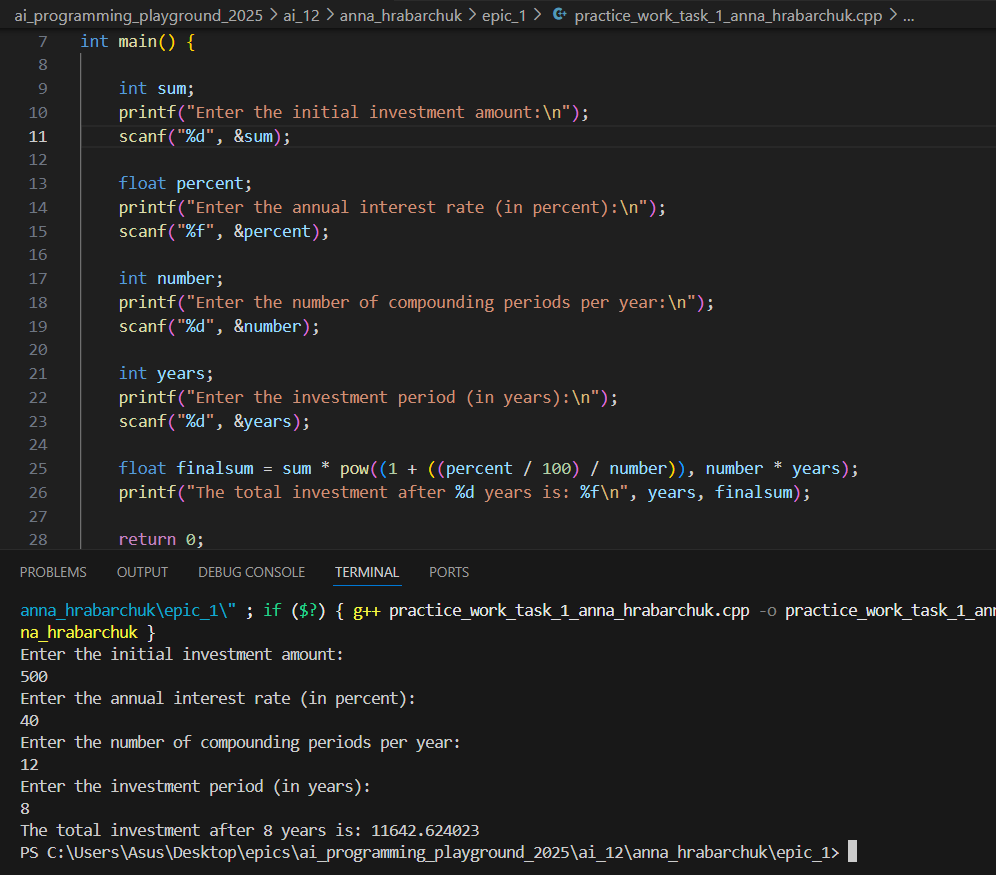 ai_programming_playground_2025 > ai_12 > anna_hrabarchuk > epic_1 > practice_work_task_1_anna_hrabarchuk.cpp > ...
7 int main() {
8
9 int sum;
10 printf("Enter the initial investment amount:\n");
11 scanf("%d", &sum);
12
13 float percent;
14 printf("Enter the annual interest rate (in percent):\n");
15 scanf("%f", &percent);
16
17 int number;
18 printf("Enter the number of compounding periods per year:\n");
19 scanf("%d", &number);
20
21 int years;
22 printf("Enter the investment period (in years):\n");
23 scanf("%d", &years);
24
25 float finalsum = sum * pow((1 + ((percent / 100) / number)), number * years);
26 printf("The total investment after %d years is: %f\n", years, finalsum);
27
28 return 0;
PROBLEMS OUTPUT DEBUG CONSOLE TERMINAL PORTS
anna_hrabarchuk\epic_1\" ; if ($?) { g++ practice_work_task_1_anna_hrabarchuk.cpp -o practice_work_task_1_an
na_hrabarchuk }
Enter the initial investment amount:
500
Enter the annual interest rate (in percent):
40
Enter the number of compounding periods per year:
12
Enter the investment period (in years):
8
The total investment after 8 years is: 11642.624023
PS C:\Users\Asus\Desktop\epics\ai_programming_playground_2025\ai_12\anna_hrabarchuk\epic_1>